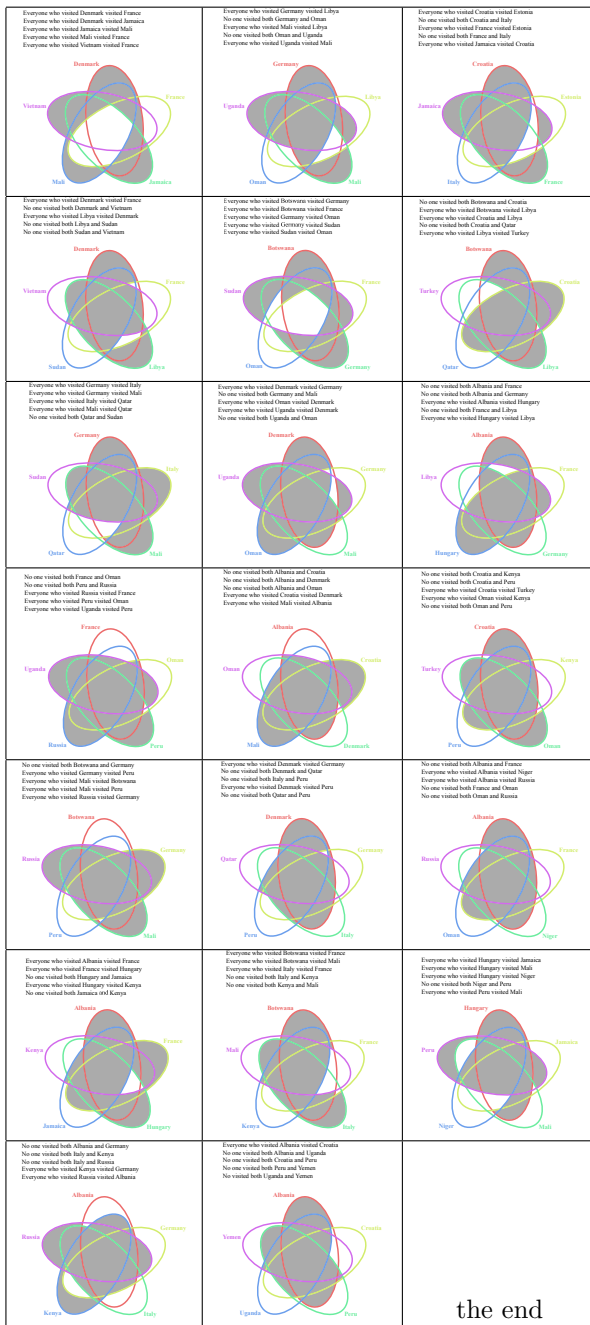 Everyone who visited Denmark visited France
Everyone who visited Denmark visited Jamaica
Everyone who visited Jamaica visited Mali
Everyone who visited Mali visited France
Everyone who visited Vietnam visited France
Denmark
Vietnam
France
Mali
Jamaica
Everyone who visited Germany visited Libya
No one visited both Germany and Oman
Everyone who visited Mali visited Libya
No one visited both Oman and Uganda
Everyone who visited Uganda visited Mali
Germany
Uganda
Libya
Oman
Mali
Everyone who visited Croatia visited Estonia
No one visited both Croatia and Italy
Everyone who visited France visited Estonia
No one visited both France and Italy
Everyone who visited Jamaica visited Croatia
Croatia
Jamaica
Estonia
Italy
France
Everyone who visited Denmark visited France
No one visited both Denmark and Vietnam
Everyone who visited Libya visited Denmark
No one visited both Libya and Sudan
No one visited both Sudan and Vietnam
Denmark
Vietnam
France
Sudan
Libya
Everyone who visited Botswana visited Germany
Everyone who visited Botswana visited France
Everyone who visited Germany visited Oman
Everyone who visited Germany visited Sudan
Everyone who visited Sudan visited Oman
Botswana
Sudan
France
Oman
Germany
No one visited both Botswana and Croatia
Everyone who visited Botswana visited Libya
Everyone who visited Croatia and Libya
No one visited both Croatia and Qatar
Everyone who visited Libya visited Turkey
Botswana
Turkey
Croatia
Qatar
Libya
Everyone who visited Germany visited Italy
Everyone who visited Germany visited Mali
Everyone who visited Italy visited Qatar
Everyone who visited Mali visited Qatar
No one visited both Qatar and Sudan
Germany
Sudan
Italy
Qatar
Mali
Everyone who visited Denmark visited Germany
No one visited both Germany and Mali
Everyone who visited Oman visited Denmark
Everyone who visited Uganda visited Denmark
No one visited both Uganda and Oman
Denmark
Uganda
Germany
Oman
Mali
No one visited both Albania and France
No one visited both Albania and Germany
Everyone who visited Albania visited Hungary
No one visited both France and Libya
Everyone who visited Hungary visited Libya
Albania
Libya
France
Hungary
Germany
No one visited both France and Oman
No one visited both Peru and Russia
Everyone who visited Russia visited France
Everyone who visited Peru visited Oman
Everyone who visited Uganda visited Peru
France
Uganda
Oman
Russia
Peru
No one visited both Albania and Croatia
No one visited both Albania and Denmark
No one visited both Albania and Oman
Everyone who visited Croatia visited Denmark
Everyone who visited Mali visited Albania
Albania
Oman
Croatia
Mali
Denmark
No one visited both Croatia and Kenya
No one visited both Croatia and Peru
Everyone who visited Croatia visited Turkey
Everyone who visited Oman visited Kenya
No one visited both Oman and Peru
Croatia
Turkey
Kenya
Peru
Oman
No one visited both Botswana and Germany
Everyone who visited Germany visited Peru
Everyone who visited Mali visited Botswana
Everyone who visited Mali visited Peru
Everyone who visited Russia visited Germany
Botswana
Russia
Germany
Peru
Mali
Everyone who visited Denmark visited Germany
No one visited both Denmark and Qatar
No one visited both Italy and Peru
Everyone who visited Denmark visited Peru
No one visited both Qatar and Peru
Denmark
Qatar
Germany
Peru
Italy
No one visited both Albania and France
Everyone who visited Albania visited Niger
Everyone who visited Albania visited Russia
No one visited both France and Oman
No one visited both Oman and Russia
Albania
Russia
France
Oman
Niger
Everyone who visited Albania visited France
Everyone who visited France visited Hungary
No one visited both Hungary and Jamaica
Everyone who visited Hungary visited Kenya
No one visited both Jamaica and Kenya
Albania
Kenya
France
Jamaica
Hungary
Everyone who visited Botswana visited France
Everyone who visited Botswana visited Mali
Everyone who visited Italy visited France
No one visited both Italy and Kenya
No one visited both Kenya and Mali
Botswana
Mali
France
Kenya
Italy
Everyone who visited Hungary visited Jamaica
Everyone who visited Hungary visited Mali
Everyone who visited Hungary visited Niger
No one visited both Niger and Peru
Everyone who visited Peru visited Mali
Hungary
Peru
Jamaica
Niger
Mali
No one visited both Albania and Germany
No one visited both Italy and Kenya
No one visited both Italy and Russia
Everyone who visited Kenya visited Germany
Everyone who visited Russia visited Albania
Albania
Russia
Germany
Kenya
Italy
Everyone who visited Albania visited Croatia
No one visited both Albania and Uganda
No one visited both Croatia and Peru
No one visited both Peru and Yemen
No visited both Uganda and Yemen
Albania
Yemen
Croatia
Uganda
Peru
the end